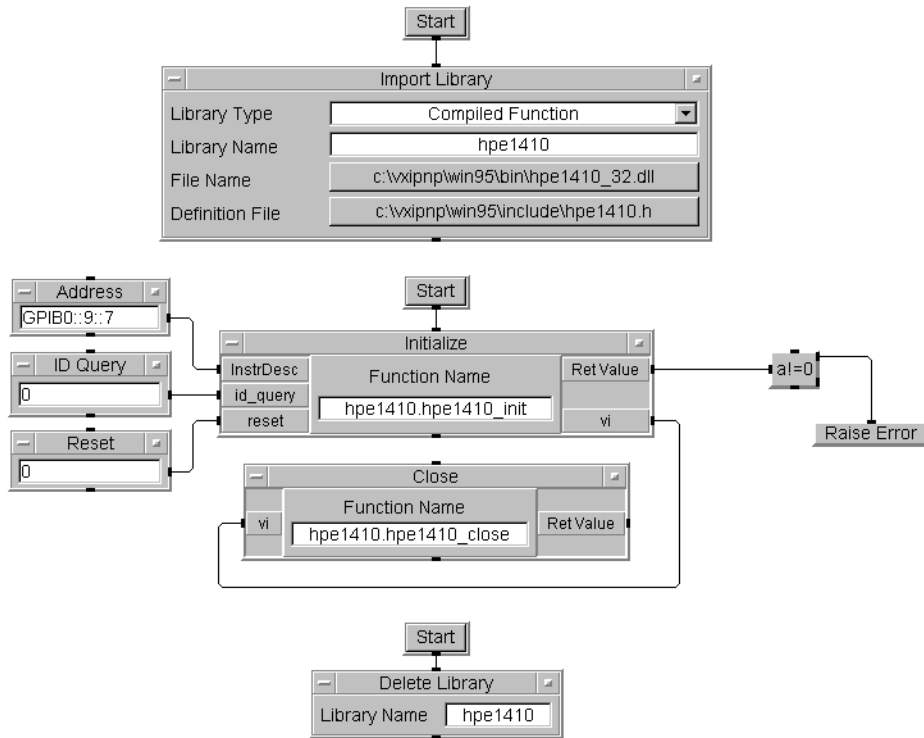 Start
Import Library
Library Type Compiled Function
Library Name hpe1410
File Name c:\vxipnp\win95\bin\hpe1410_32.dll
Definition File c:\vxipnp\win95\include\hpe1410.h
Address
GPIB0::9::7
ID Query
0
Reset
0
Start
Initialize
InstrDesc
id_query
reset
Function Name
hpe1410.hpe1410_init
Ret Value
vi
a!=0
Raise Error
Close
vi
Function Name
hpe1410.hpe1410_close
Ret Value
Start
Delete Library
Library Name hpe1410